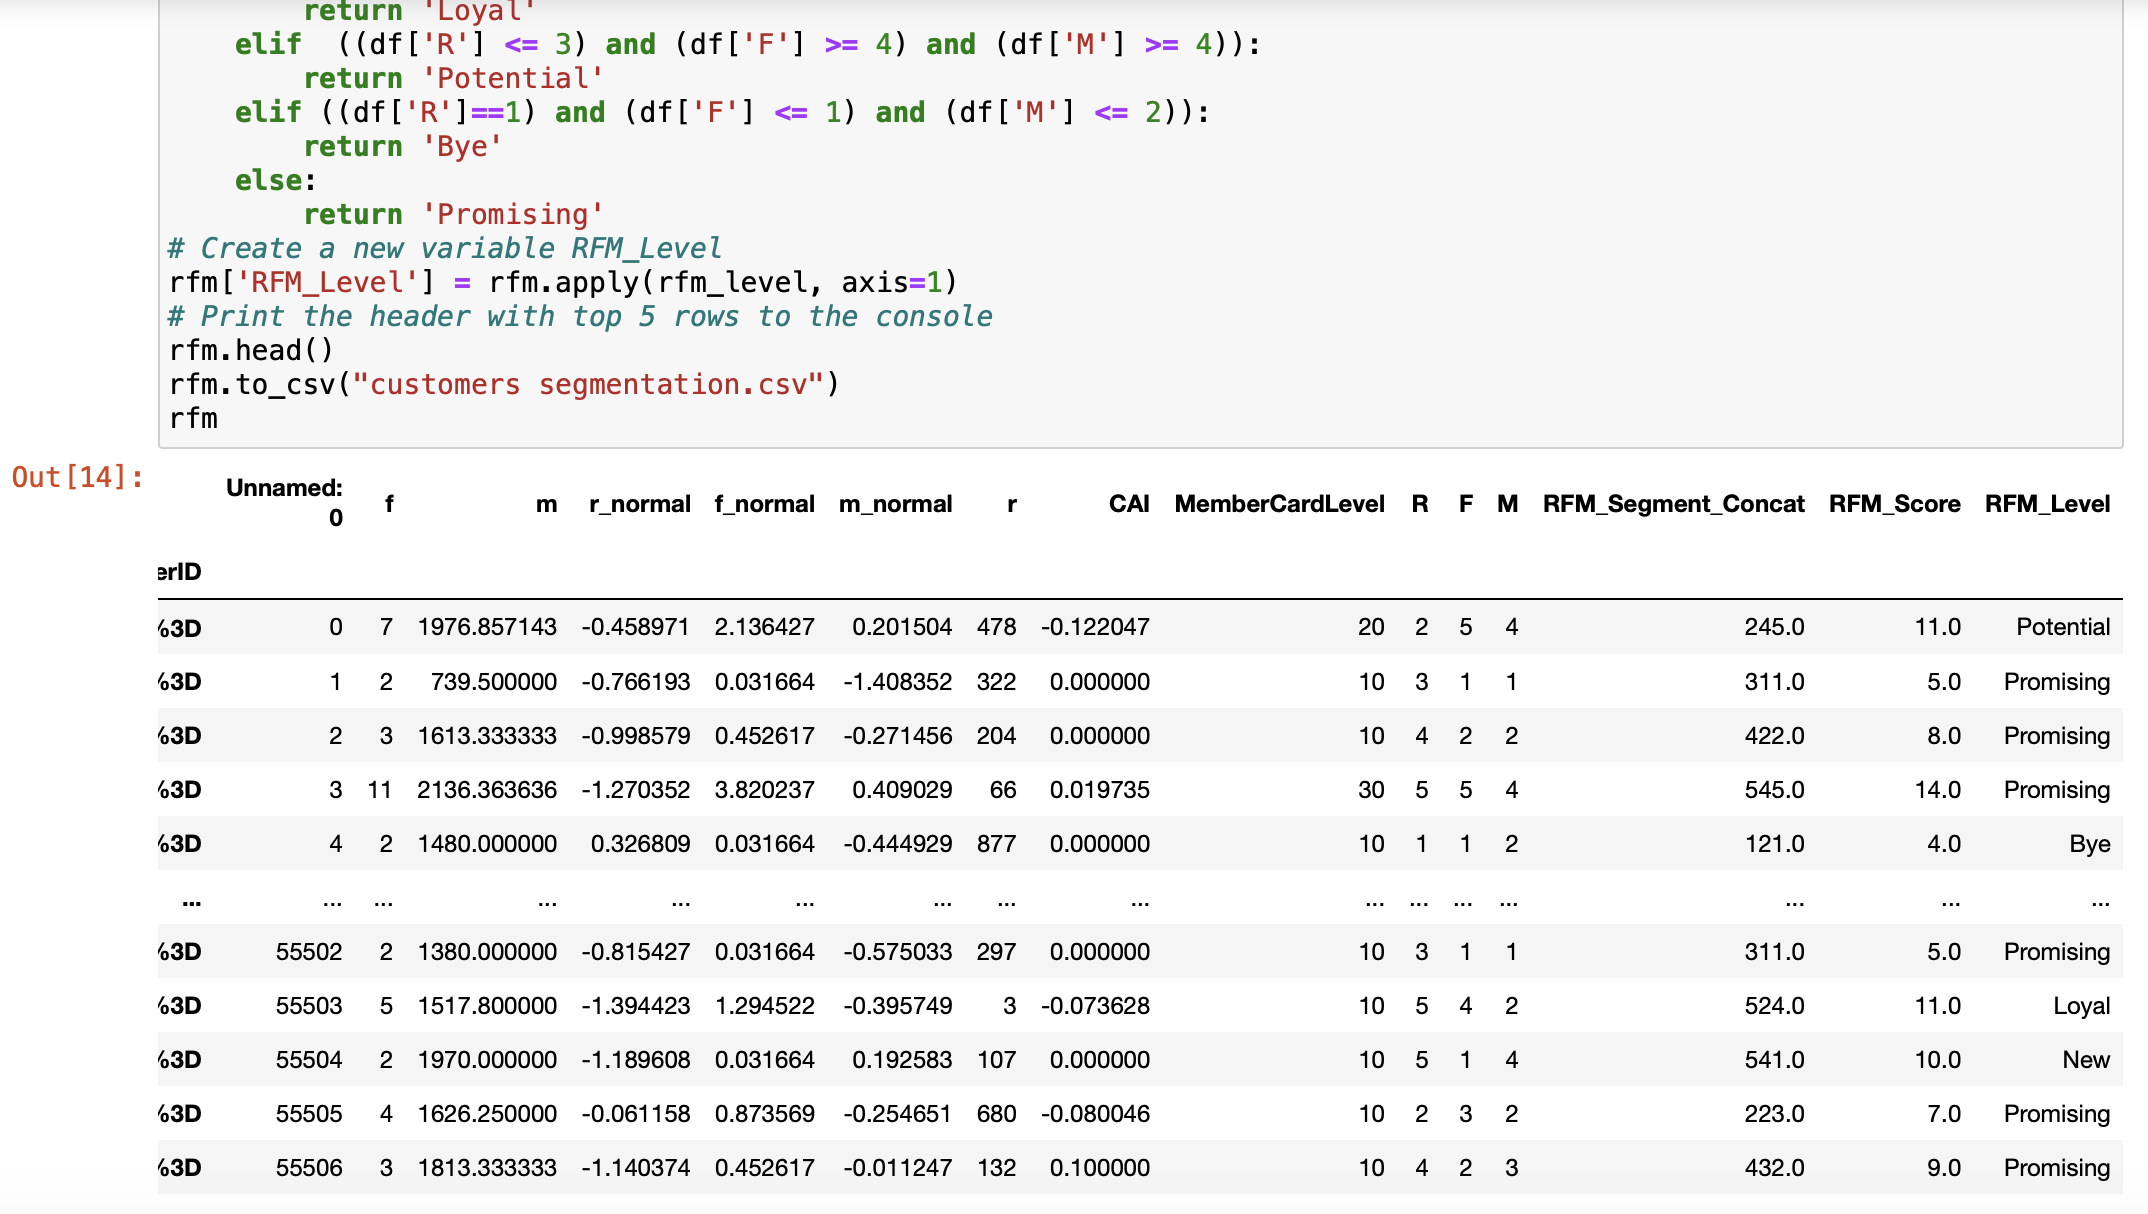 return 'Loyal'
elif  ((df['R'] <= 3) and (df['F'] >= 4) and (df['M'] >= 4)):
return 'Potential'
elif ((df['R']==1) and (df['F'] <= 1) and (df['M'] <= 2)):
return 'Bye'
else:
return 'Promising'
# Create a new variable RFM_Level
rfm['RFM_Level'] = rfm.apply(rfm_level, axis=1)
# Print the header with top 5 rows to the console
rfm.head()
rfm.to_csv("customers segmentation.csv")
rfm
Out[14]:
Unnamed: 0 f m r_normal f_normal m_normal r CAI MemberCardLevel R F M RFM_Segment_Concat RFM_Score RFM_Level
erID
%3D 0 7 1976.857143 -0.458971 2.136427 0.201504 478 -0.122047 20 2 5 4 245.0 11.0 Potential
%3D 1 2 739.500000 -0.766193 0.031664 -1.408352 322 0.000000 10 3 1 1 311.0 5.0 Promising
%3D 2 3 1613.333333 -0.998579 0.452617 -0.271456 204 0.000000 10 4 2 2 422.0 8.0 Promising
%3D 3 11 2136.363636 -1.270352 3.820237 0.409029 66 0.019735 30 5 5 4 545.0 14.0 Promising
%3D 4 2 1480.000000 0.326809 0.031664 -0.444929 877 0.000000 10 1 1 2 121.0 4.0 Bye
... ... ... ... ... ... ... ... ... ... ... ... ... ... ... ...
%3D 55502 2 1380.000000 -0.815427 0.031664 -0.575033 297 0.000000 10 3 1 1 311.0 5.0 Promising
%3D 55503 5 1517.800000 -1.394423 1.294522 -0.395749 3 -0.073628 10 5 4 2 524.0 11.0 Loyal
%3D 55504 2 1970.000000 -1.189608 0.031664 0.192583 107 0.000000 10 5 1 4 541.0 10.0 New
%3D 55505 4 1626.250000 -0.061158 0.873569 -0.254651 680 -0.080046 10 2 3 2 223.0 7.0 Promising
%3D 55506 3 1813.333333 -1.140374 0.452617 -0.011247 132 0.100000 10 4 2 3 432.0 9.0 Promising